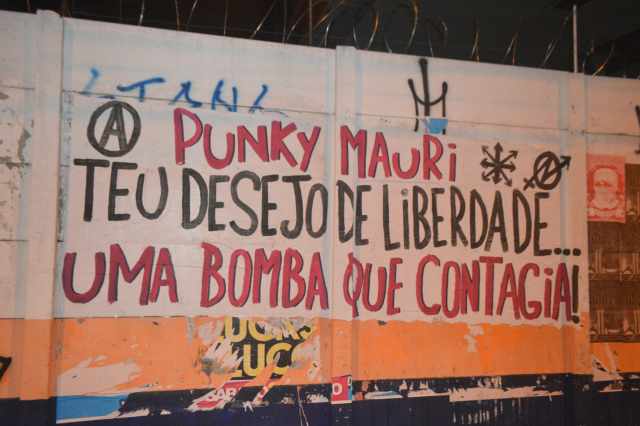 PUNKY MAURI
TEU DESEJO DE LIBERDADE...
UMA BOMBA QUE CONTAGIA!